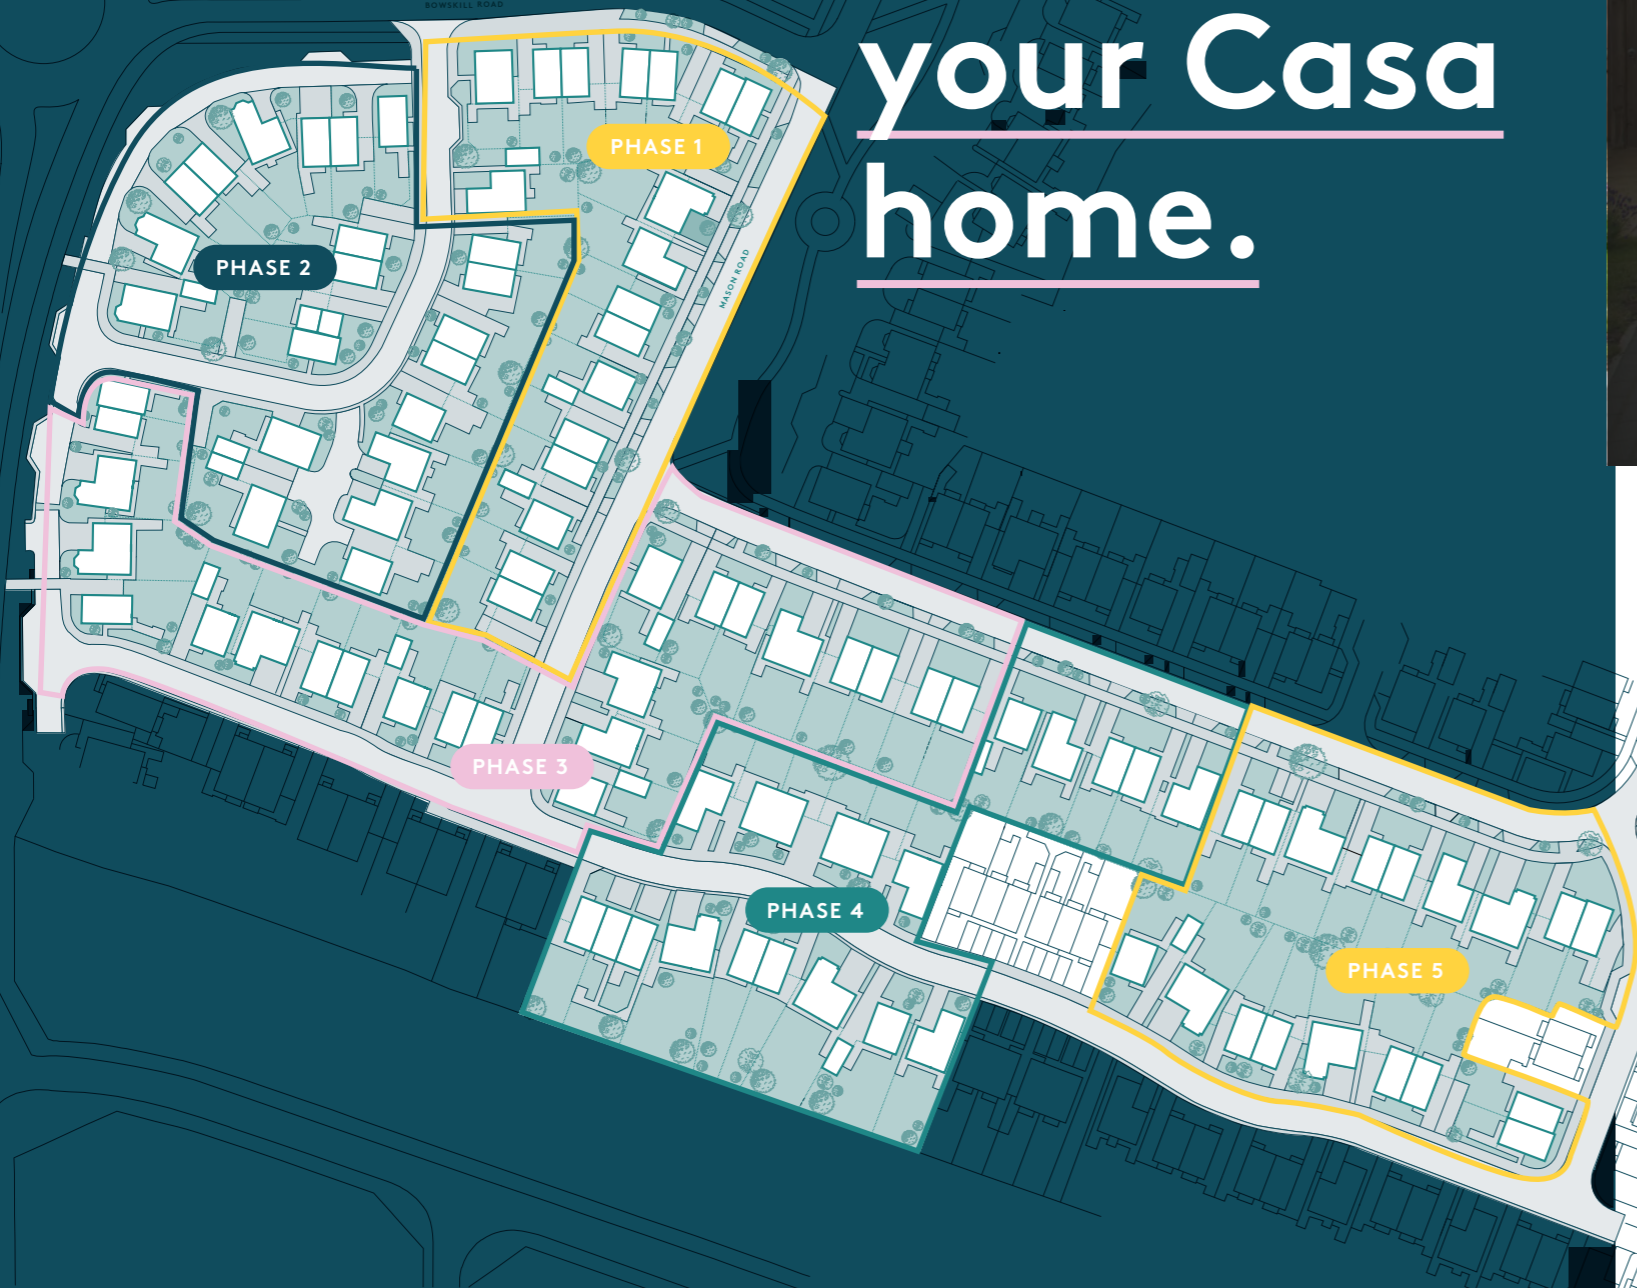 BOWSKILL ROAD
your Casa
home.
PHASE 1
PHASE 2
MASON ROAD
PHASE 3
PHASE 4
PHASE 5